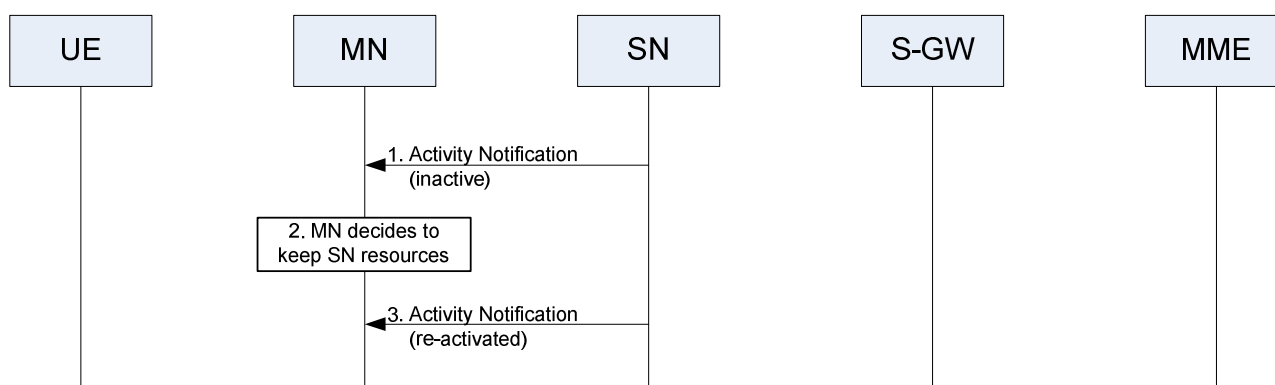 UE
MN
SN
S-GW
MME
1. Activity Notification
(inactive)
2. MN decides to
keep SN resources
3. Activity Notification
(re-activated)